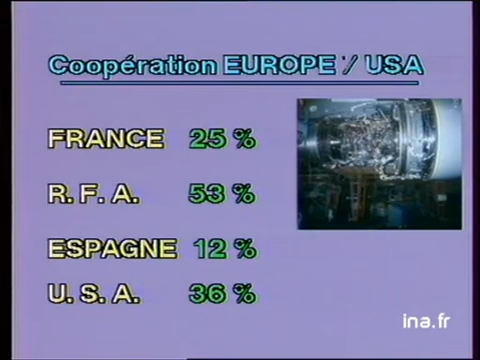 Coopération EUROPE / USA
FRANCE 25 %
R. F. A. 53 %
ESPAGNE 12 %
U. S. A. 36 %
ina.fr